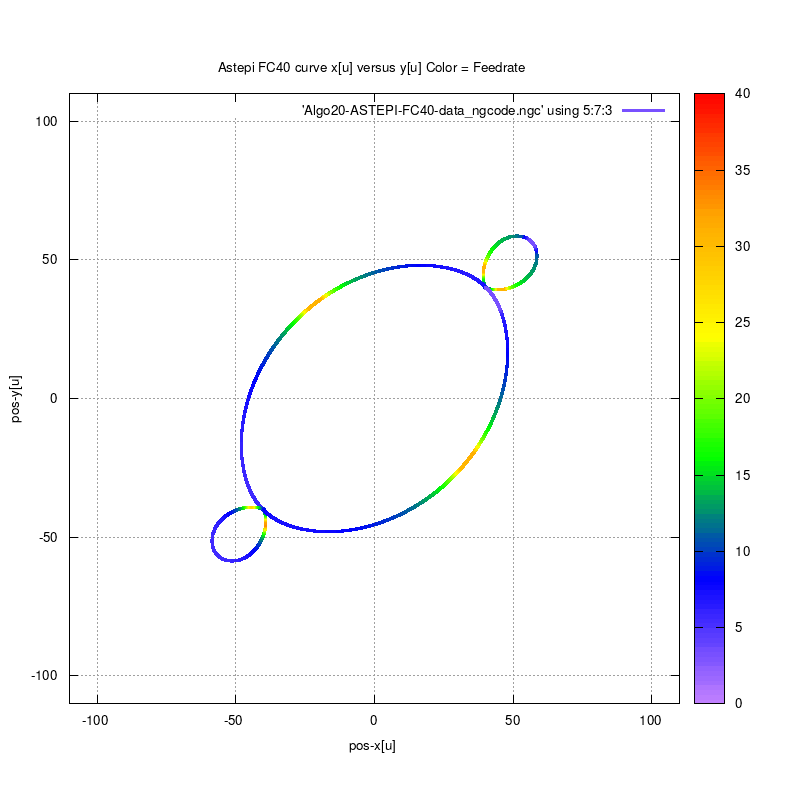 Astepi FC40 curve x[u] versus y[u] Color = Feedrate
'Algo20-ASTEPI-FC40-data_ngcode.ngc' using 5:7:3
100
50
0
-50
-100
pos-y[u]
-100 -50 0 50 100
pos-x[u]
40
35
30
25
20
15
10
5
0